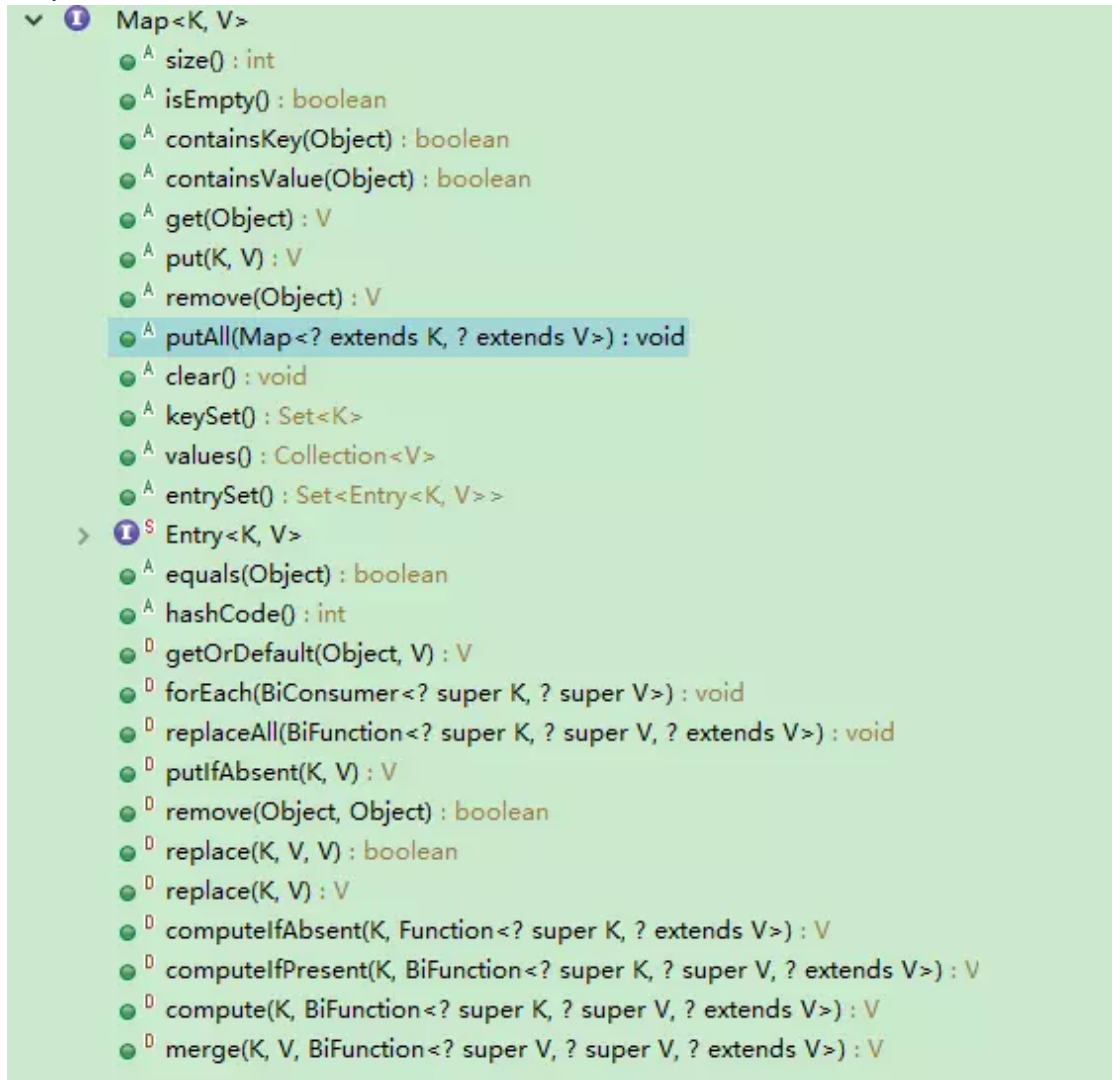 Map<K, V>
A size() : int
A isEmpty() : boolean
A containsKey(Object) : boolean
A containsValue(Object) : boolean
A get(Object) : V
A put(K, V) : V
A remove(Object) : V
A putAll(Map<? extends K, ? extends V>) : void
A clear() : void
A keySet() : Set<K>
A values() : Collection<V>
A entrySet() : Set<Entry<K, V>>
S Entry<K, V>
A equals(Object) : boolean
A hashCode() : int
D getOrDefault(Object, V) : V
D forEach(BiConsumer<? super K, ? super V>) : void
D replaceAll(BiFunction<? super K, ? super V, ? extends V>) : void
D putIfAbsent(K, V) : V
D remove(Object, Object) : boolean
D replace(K, V, V) : boolean
D replace(K, V) : V
D computeIfAbsent(K, Function<? super K, ? extends V>) : V
D computeIfPresent(K, BiFunction<? super K, ? super V, ? extends V>) : V
D compute(K, BiFunction<? super K, ? super V, ? extends V>) : V
D merge(K, V, BiFunction<? super V, ? super V, ? extends V>) : V